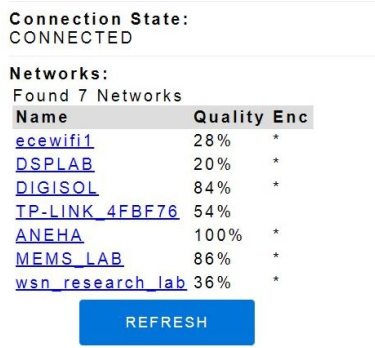 Connection State:
CONNECTED
Networks:
Found 7 Networks
Name Quality Enc
ecewifi1 28% *
DSPLAB 20% *
DIGISOL 84% *
TP-LINK_4FBF76 54%
ANEHA 100% *
MEMS_LAB 86% *
wsn_research_lab 36% *
REFRESH